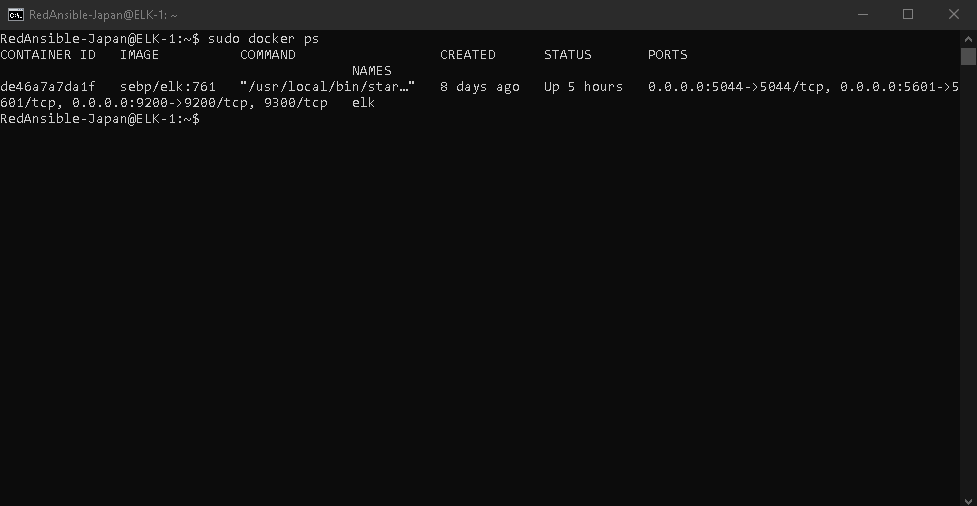 RedAnsible-Japan@ELK-1: ~
RedAnsible-Japan@ELK-1:~$ sudo docker ps
CONTAINER ID   IMAGE          COMMAND                  CREATED      STATUS       PORTS
                                            NAMES
de46a7a7da1f   sebp/elk:761   "/usr/local/bin/star…"   8 days ago   Up 5 hours   0.0.0.0:5044->5044/tcp, 0.0.0.0:5601->5
601/tcp, 0.0.0.0:9200->9200/tcp, 9300/tcp   elk
RedAnsible-Japan@ELK-1:~$